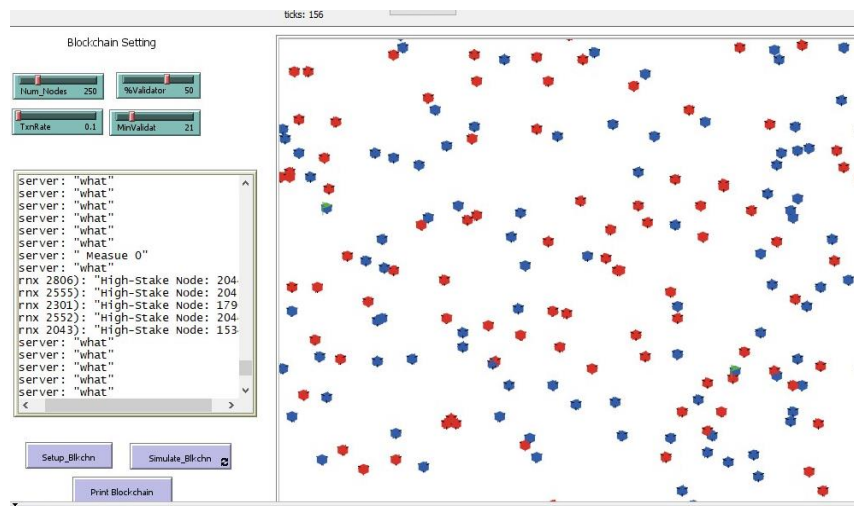 ticks: 156
Blockchain Setting
Num_Nodes 250
%Validator 50
TxnRate 0.1
MinValidat 21
server: "what"
server: "what"
server: "what"
server: "what"
server: "what"
server: "what"
server: " Measue 0"
server: "what"
rnx 2806): "High-Stake Node: 204
rnx 2555): "High-Stake Node: 204
rnx 2301): "High-Stake Node: 179
rnx 2552): "High-Stake Node: 204
rnx 2043): "High-Stake Node: 153
server: "what"
server: "what"
server: "what"
server: "what"
server: "what"
Setup_Blkchn
Simulate_Blkchn
Print Blockchain